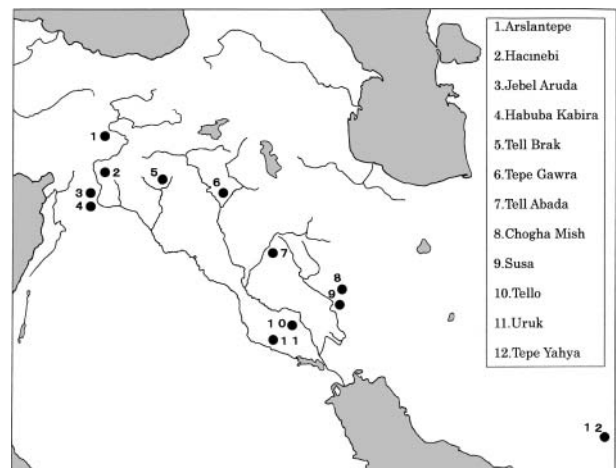 1.Arslantepe
2.Hacınebi
3.Jebel Aruda
4.Habuba Kabira
5.Tell Brak
6.Tepe Gawra
7.Tell Abada
8.Chogha Mish
9.Susa
10.Tello
11.Uruk
12.Tepe Yahya
1
2
5
3
6
4
7
8
9
10
11
12